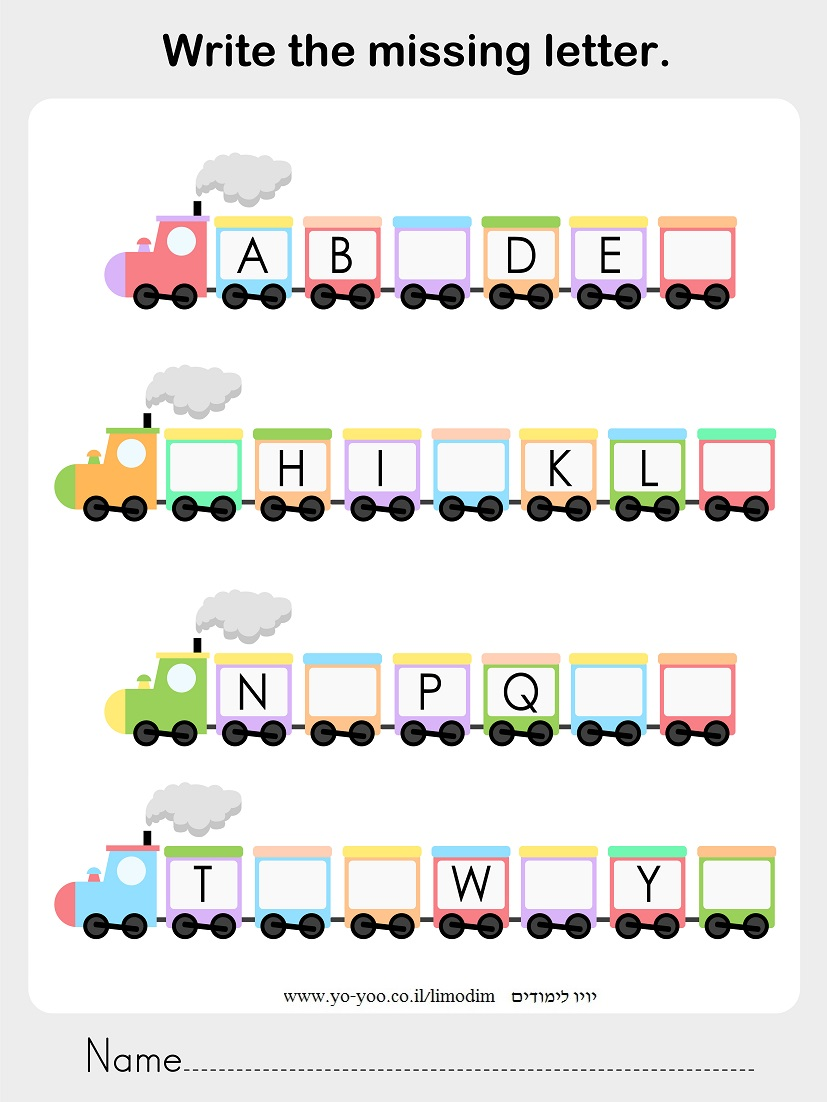 Write the missing letter.
A B D E
H I K L
N P Q
T W Y
www.yo-yoo.co.il/limodim יויו לימודים
Name